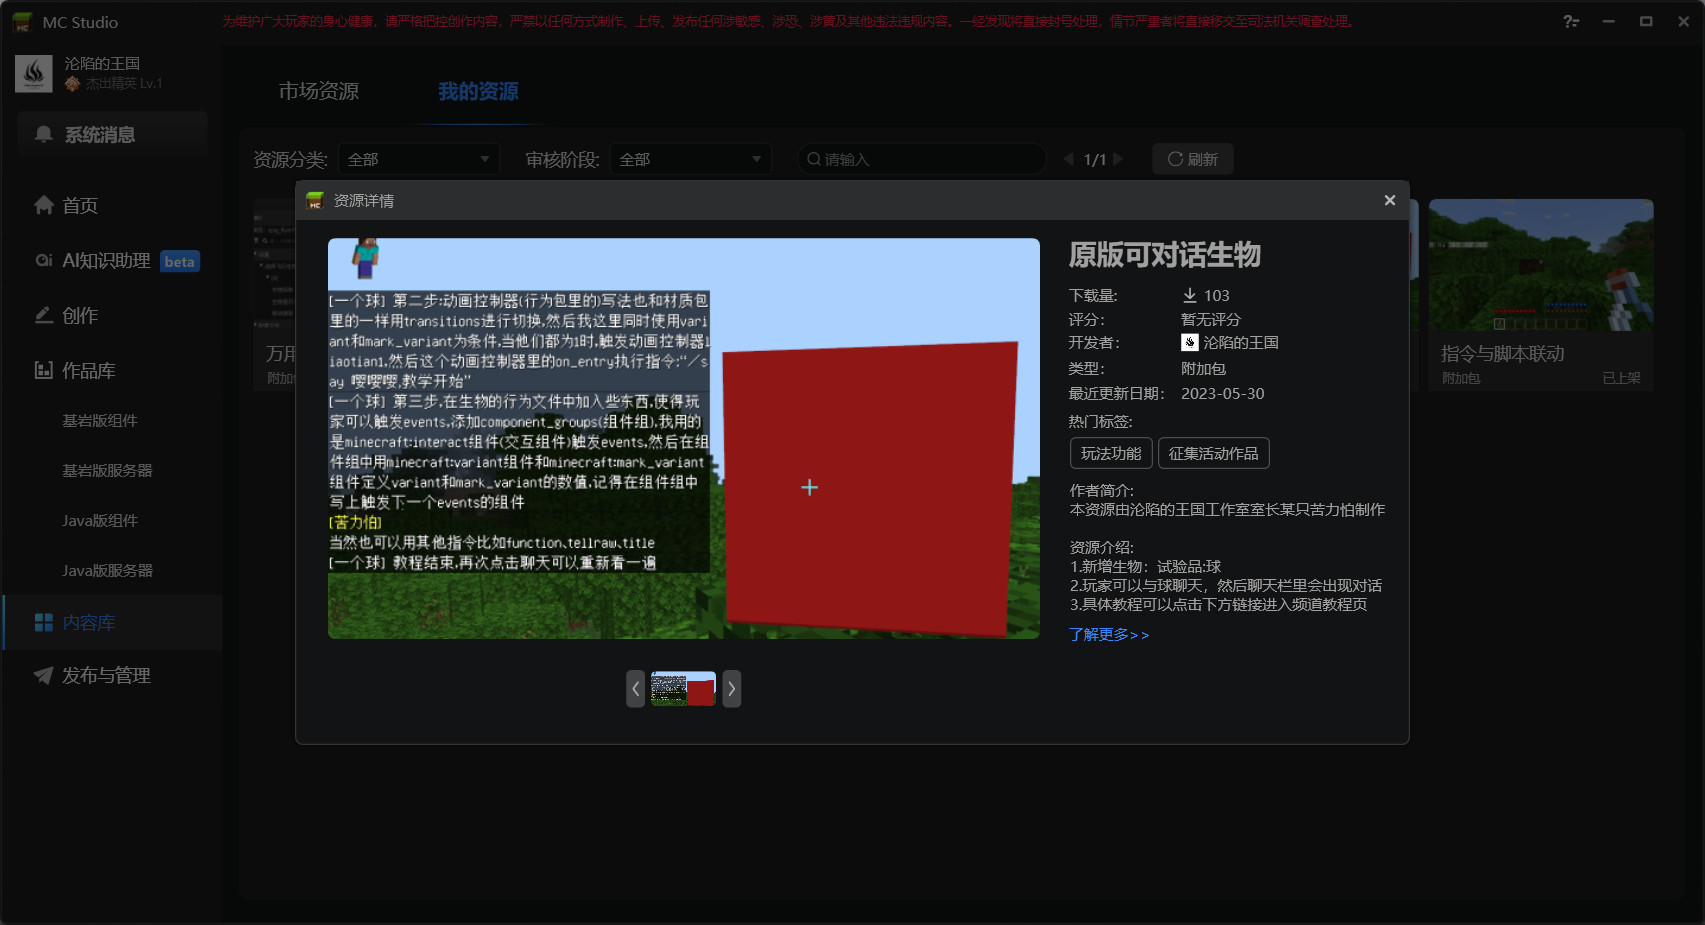 MC Studio
为维护广大玩家的身心健康，请严格把控创作内容，严禁以任何方式制作、上传、发布任何涉敏感、涉恐、涉黄及其他违法违规内容。一经发现将直接封号处理，情节严重者将直接移交至司法机关调查处理。
沦陷的王国
杰出精英 Lv.1
系统消息
首页
AI知识助理 beta
创作
作品库
基岩版组件
基岩版服务器
Java版组件
Java版服务器
内容库
发布与管理
市场资源
我的资源
资源分类: 全部
审核阶段: 全部
请输入
1/1
刷新
万用
附加
资源详情
[一个球] 第二步:动画控制器(行为包里的)写法也和材质包
里的一样用transitions进行切换,然后我这里同时使用vari
ant和mark_variant为条件,当他们都为1时,触发动画控制器l
iaotian1,然后这个动画控制器里的on_entry执行指令:"/s
ay 嘤嘤嘤,教学开始"
[一个球] 第三步,在生物的行为文件中加入些东西,使得玩
家可以触发events,添加component_groups(组件组),我用的
是minecraft:interact组件(交互组件)触发events,然后在组
件组中用minecraft:variant组件和minecraft:mark_variant
组件定义variant和mark_variant的数值,记得在组件组中
写上触发下一个events的组件
[苦力怕]
当然也可以用其他指令比如function、tellraw、title
[一个球] 教程结束,再次点击聊天可以重新看一遍
原版可对话生物
下载量: 103
评分： 暂无评分
开发者： 沦陷的王国
类型： 附加包
最近更新日期： 2023-05-30
热门标签:
玩法功能
征集活动作品
作者简介:
本资源由沦陷的王国工作室室长某只苦力怕制作
资源介绍:
1.新增生物：试验品:球
2.玩家可以与球聊天，然后聊天栏里会出现对话
3.具体教程可以点击下方链接进入频道教程页
了解更多>>
指令与脚本联动
附加包
已上架